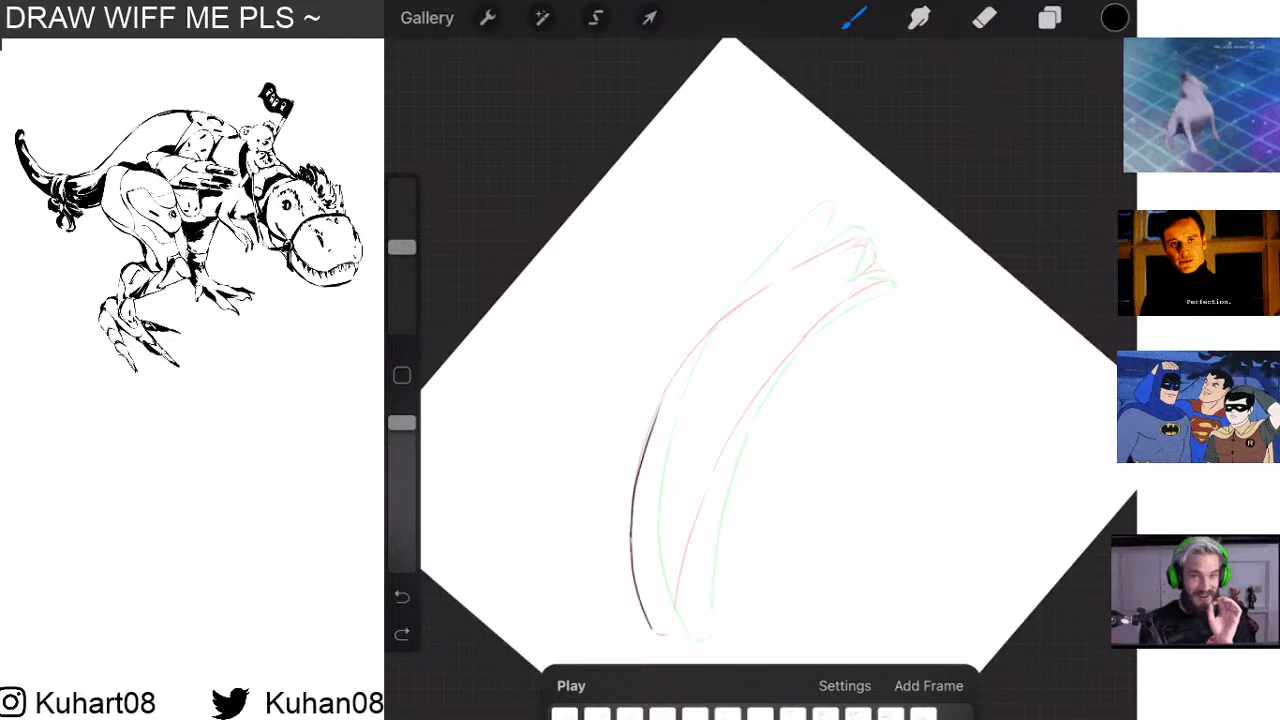 DRAW WIFF ME PLS ~
Gallery
Perfection.
R
Play
Settings
Add Frame
Kuhart08
Kuhan08